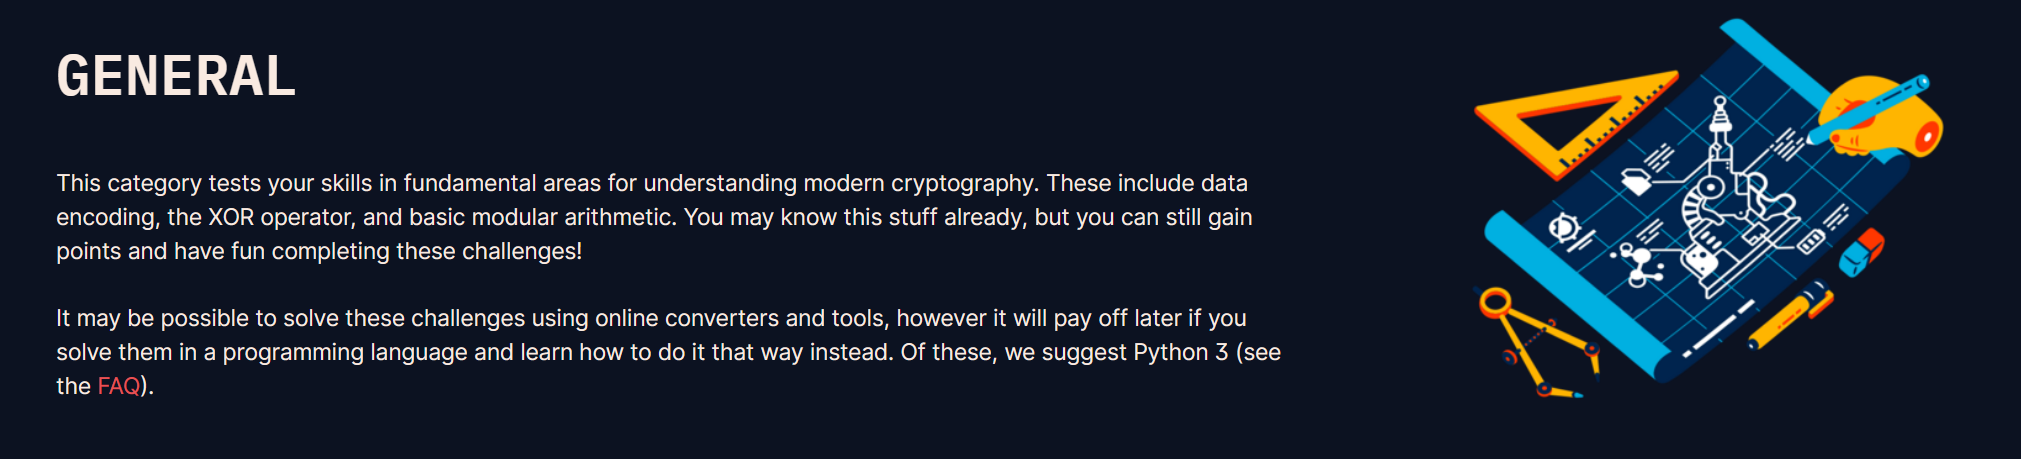 GENERAL
This category tests your skills in fundamental areas for understanding modern cryptography. These include data
encoding, the XOR operator, and basic modular arithmetic. You may know this stuff already, but you can still gain
points and have fun completing these challenges!
It may be possible to solve these challenges using online converters and tools, however it will pay off later if you
solve them in a programming language and learn how to do it that way instead. Of these, we suggest Python 3 (see
the FAQ).